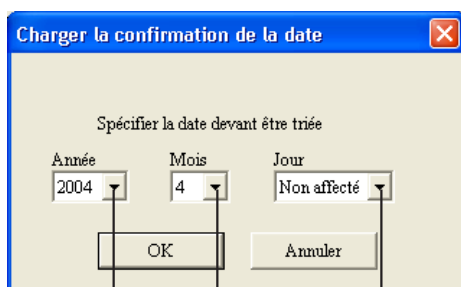 Charger la confirmation de la date
Spécifier la date devant être triée
Année Mois Jour
2004 4 Non affecté
OK Annuler